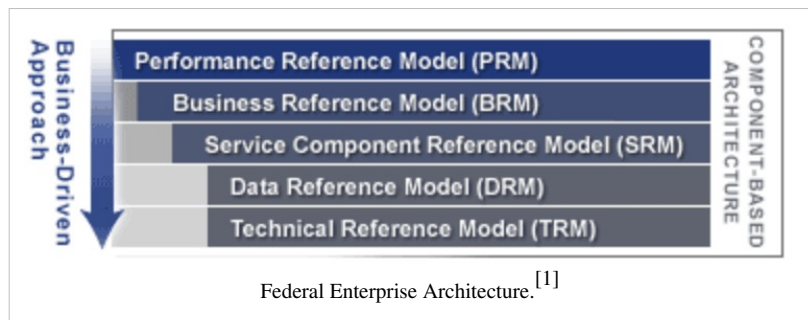 Business-Driven
Approach
Performance Reference Model (PRM)
Business Reference Model (BRM)
Service Component Reference Model (SRM)
Data Reference Model (DRM)
Technical Reference Model (TRM)
COMPONENT-BASED
ARCHITECTURE
Federal Enterprise Architecture.[1]